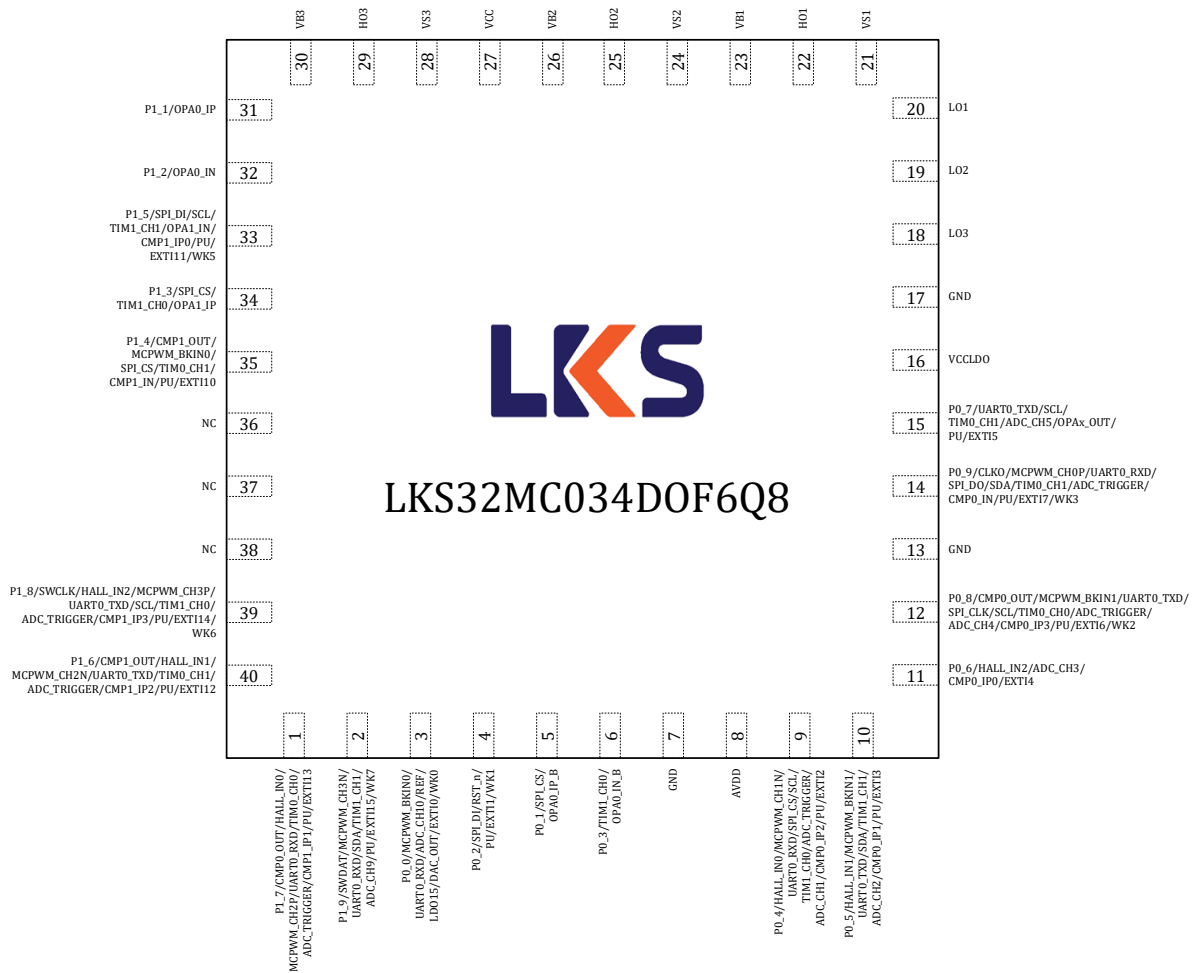 VB3
HO3
VS3
VCC
VB2
HO2
VS2
VB1
HO1
VS1
30
29
28
27
26
25
24
23
22
21
P1_1/OPA0_IP
31
P1_2/OPA0_IN
32
P1_5/SPI_DI/SCL/
TIM1_CH1/OPA1_IN/
CMP1_IP0/PU/
EXTI11/WK5
33
P1_3/SPI_CS/
TIM1_CH0/OPA1_IP
34
P1_4/CMP1_OUT/
MCPWM_BKIN0/
SPI_CS/TIM0_CH1/
CMP1_IN/PU/EXTI10
35
NC
36
NC
37
NC
38
P1_8/SWCLK/HALL_IN2/MCPWM_CH3P/
UART0_TXD/SCL/TIM1_CH0/
ADC_TRIGGER/CMP1_IP3/PU/EXTI14/
WK6
39
P1_6/CMP1_OUT/HALL_IN1/
MCPWM_CH2N/UART0_TXD/TIM0_CH1/
ADC_TRIGGER/CMP1_IP2/PU/EXTI12
40
LKS
LKS32MC034DOF6Q8
20
LO1
19
LO2
18
LO3
17
GND
16
VCCLDO
15
P0_7/UART0_TXD/SCL/
TIM0_CH1/ADC_CH5/OPAx_OUT/
PU/EXTI5
14
P0_9/CLKO/MCPWM_CH0P/UART0_RXD/
SPI_DO/SDA/TIM0_CH1/ADC_TRIGGER/
CMP0_IN/PU/EXTI7/WK3
13
GND
12
P0_8/CMP0_OUT/MCPWM_BKIN1/UART0_TXD/
SPI_CLK/SCL/TIM0_CH0/ADC_TRIGGER/
ADC_CH4/CMP0_IP3/PU/EXTI6/WK2
11
P0_6/HALL_IN2/ADC_CH3/
CMP0_IP0/EXTI4
1
2
3
4
5
6
7
8
9
10
P1_7/CMP0_OUT/HALL_IN0/
MCPWM_CH2P/UART0_RXD/TIM0_CH0/
ADC_TRIGGER/CMP1_IP1/PU/EXTI13
P1_9/SWDAT/MCPWM_CH3N/
UART0_RXD/SDA/TIM1_CH1/
ADC_CH9/PU/EXTI15/WK7
P0_0/MCPWM_BKIN0/
UART0_RXD/ADC_CH10/REF/
LDO15/DAC_OUT/EXTI0/WK0
P0_2/SPI_DI/RST_n/
PU/EXTI1/WK1
P0_1/SPI_CS/
OPA0_IP_B
P0_3/TIM1_CH0/
OPA0_IN_B
GND
AVDD
P0_4/HALL_IN0/MCPWM_CH1N/
UART0_RXD/SPI_CS/SCL/
TIM1_CH0/ADC_TRIGGER/
ADC_CH1/CMP0_IP2/PU/EXTI2
P0_5/HALL_IN1/MCPWM_BKIN1/
UART0_TXD/SDA/TIM1_CH1/
ADC_CH2/CMP0_IP1/PU/EXTI3